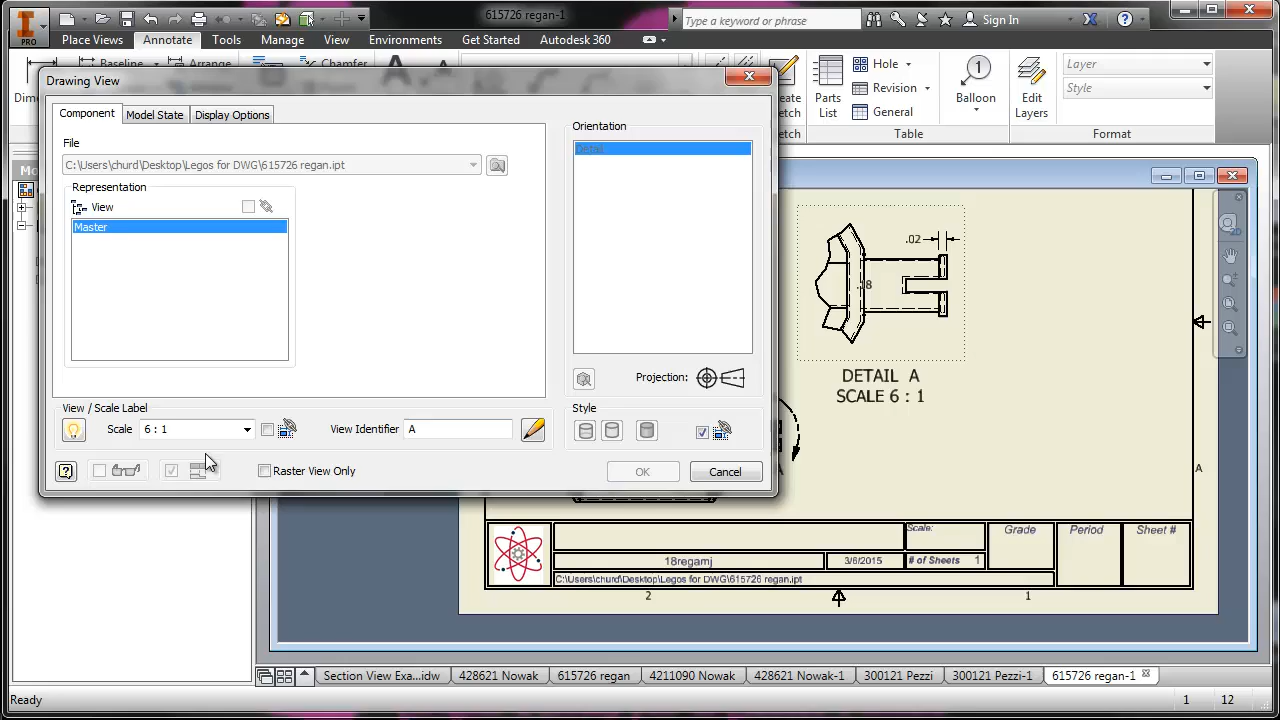 615726 regan-1
Type a keyword or phrase
Sign In
PRO
Place Views
Annotate
Tools
Manage
View
Environments
Get Started
Autodesk 360
Baseline
Arrange
Chamfer
Hole
Revision
General
Parts List
Balloon
Edit Layers
Layer
Style
Table
Format
Drawing View
Component
Model State
Display Options
File
C:\Users\churd\Desktop\Legos for DWG\615726 regan.ipt
Representation
View
Master
Orientation
Detail
Projection:
View / Scale Label
Scale
6 : 1
View Identifier
A
Style
Raster View Only
OK
Cancel
.02
.18
DETAIL A
SCALE 6 : 1
A
2D
Scale:
Grade
Period
Sheet #
18regamj
3/6/2015
# of Sheets 1
C:\Users\churd\Desktop\Legos for DWG\615726 regan.ipt
2
1
Section View Exa...idw
428621 Nowak
615726 regan
4211090 Nowak
428621 Nowak-1
300121 Pezzi
300121 Pezzi-1
615726 regan-1
Ready
1
12